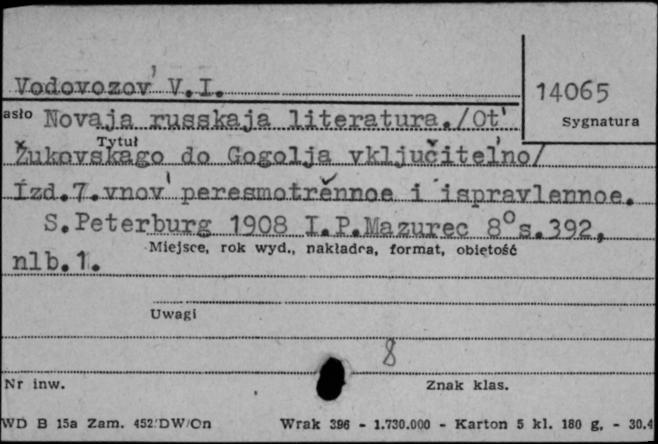 Vodovozov' V.I.
14065
asło
Sygnatura
Novaja russkaja literatura./Ot'
Tytuł
Žukovskago do Gogolja vključitel'no/
Izd.7.vnov' peresmotrěnnoe i ispravlennoe.
S.Peterburg 1908 I.P.Mazurec 8° s.392,
Miejsce, rok wyd., nakładca, format, objętość
nlb.1.
Uwagi
8
Nr inw.
Znak klas.
WD B 15a Zam. 452/DW/On Wrak 396 - 1.730.000 - Karton 5 kl. 180 g. - 30.4